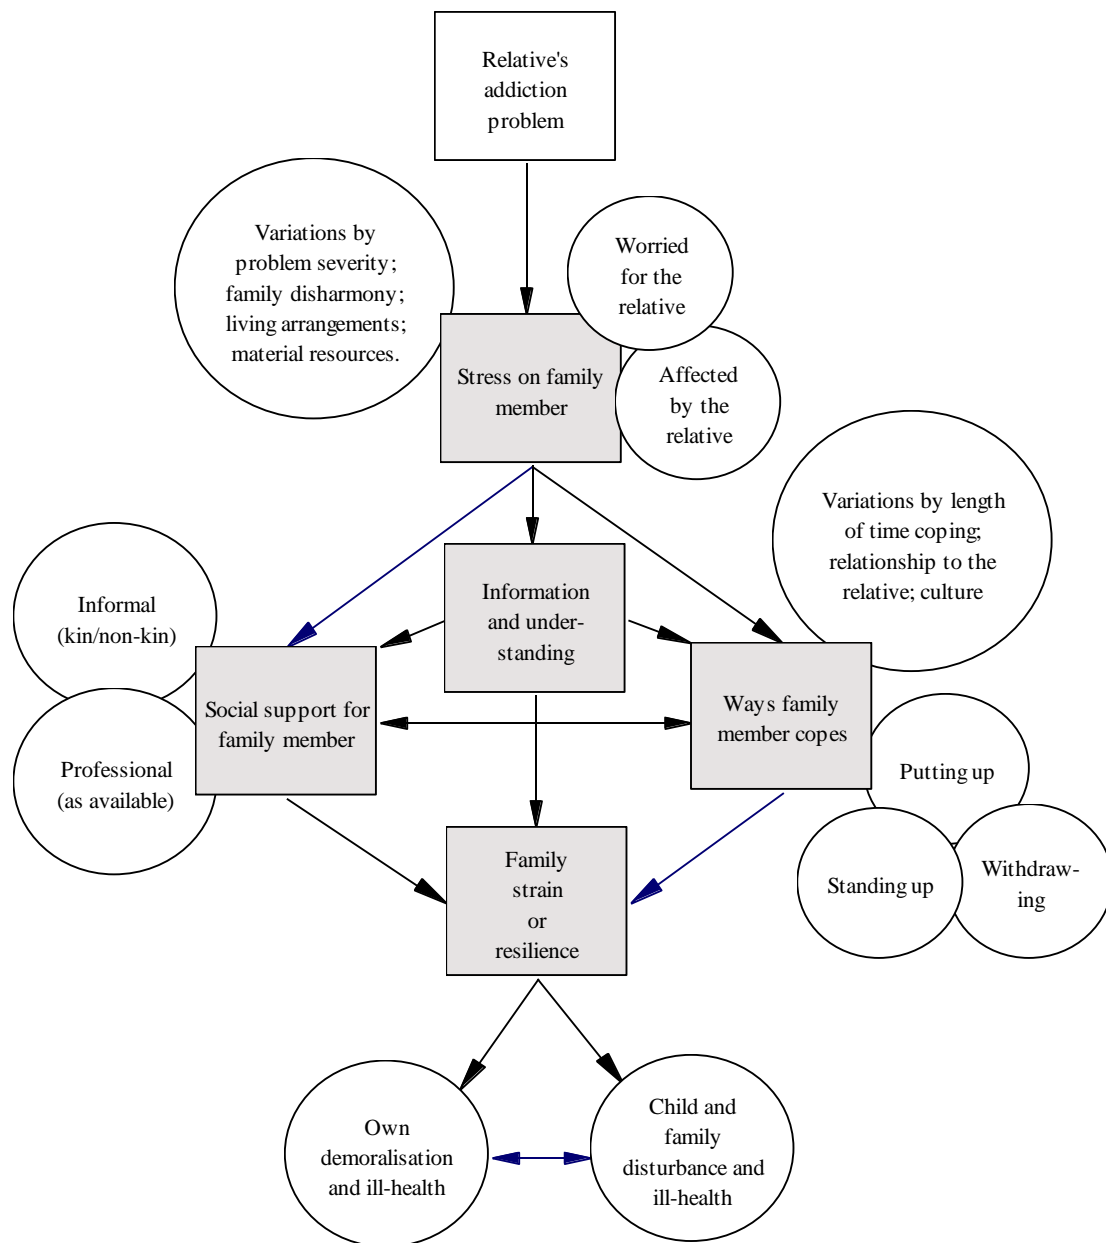 Relative's
addiction
problem
Variations by
problem severity;
family disharmony;
living arrangements;
material resources.
Worried
for the
relative
Stress on family
member
Affected
by the
relative
Variations by length
of time coping;
relationship to the
relative; culture
Informal
(kin/non-kin)
Information
and under-
standing
Social support for
family member
Ways family
member copes
Professional
(as available)
Putting up
Standing up
Withdraw-
ing
Family
strain
or
resilience
Own
demoralisation
and ill-health
Child and
family
disturbance and
ill-health